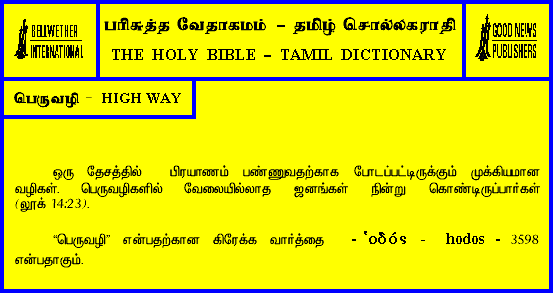 BELLWETHER
INTERNATIONAL
பரிசுத்த வேதாகமம் – தமிழ் சொல்லகராதி
THE HOLY BIBLE – TAMIL DICTIONARY
GOOD NEWS
PUBLISHERS
பெருவழி – HIGH WAY
ஒரு தேசத்தில் பிரயாணம் பண்ணுவதற்காக போடப்பட்டிருக்கும் முக்கியமான
வழிகள். பெருவழிகளில் வேலையில்லாத ஜனங்கள் நின்று கொண்டிருப்பார்கள்
(லூக் 14:23).
“பெருவழி” என்பதற்கான கிரேக்க வார்த்தை - ‛οδός - hodos - 3598
என்பதாகும்.